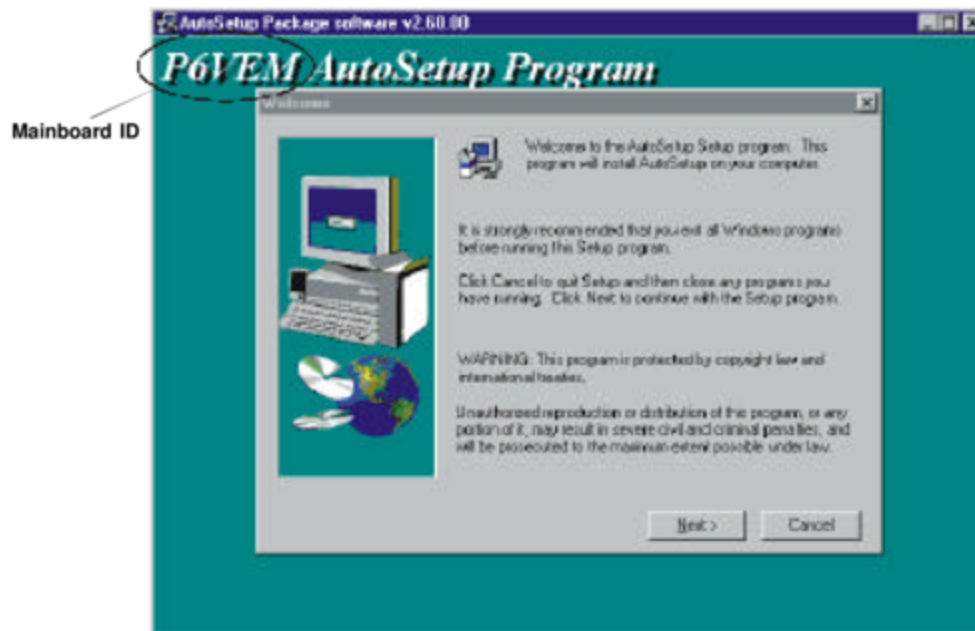 AutoSetup Package software v2.60.00
P6VEM AutoSetup Program
Mainboard ID
Welcome
Welcome to the AutoSetup Setup program. This
program will install AutoSetup on your computer.
It is strongly recommended that you exit all Windows programs
before running this Setup program.
Click Cancel to quit Setup and then close any programs you
have running. Click Next to continue with the Setup program.
WARNING: This program is protected by copyright law and
international treaties.
Unauthorized reproduction or distribution of this program, or any
portion of it, may result in severe civil and criminal penalties, and
will be prosecuted to the maximum extent possible under law.
Next >
Cancel